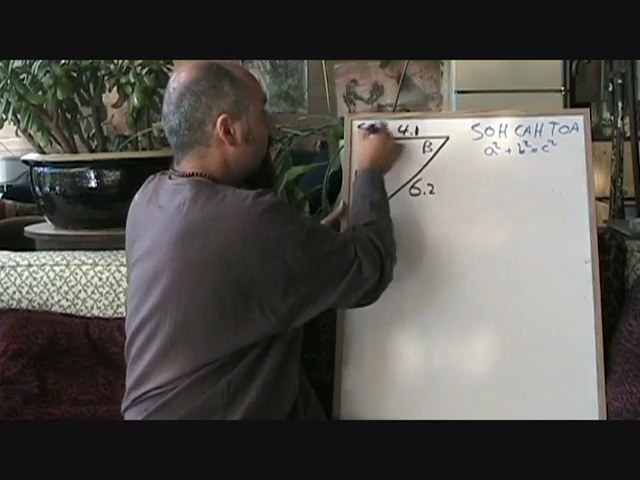 4.1
SOH CAH TOA
a² + b² = c²
B
6.2